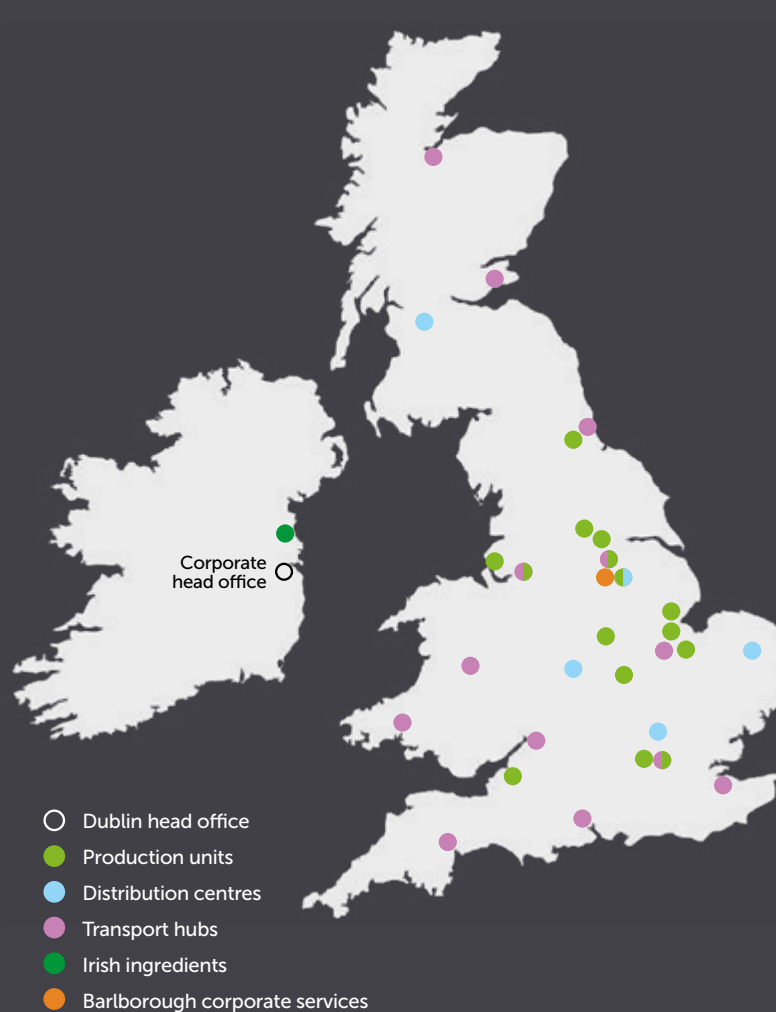 Corporate
head office
Dublin head office
Production units
Distribution centres
Transport hubs
Irish ingredients
Barlborough corporate services